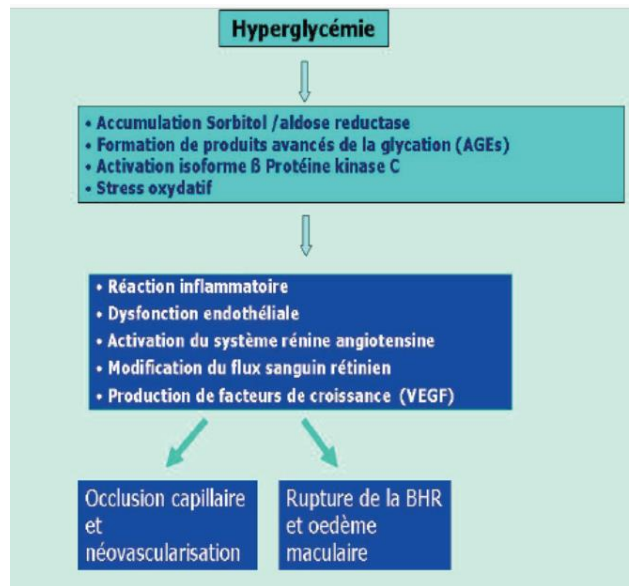 Hyperglycémie
• Accumulation Sorbitol /aldose reductase
• Formation de produits avancés de la glycation (AGEs)
• Activation isoforme ß Protéine kinase C
• Stress oxydatif
• Réaction inflammatoire
• Dysfonction endothéliale
• Activation du système rénine angiotensine
• Modification du flux sanguin rétinien
• Production de facteurs de croissance (VEGF)
Occlusion capillaire
et
néovascularisation
Rupture de la BHR
et oedème
maculaire